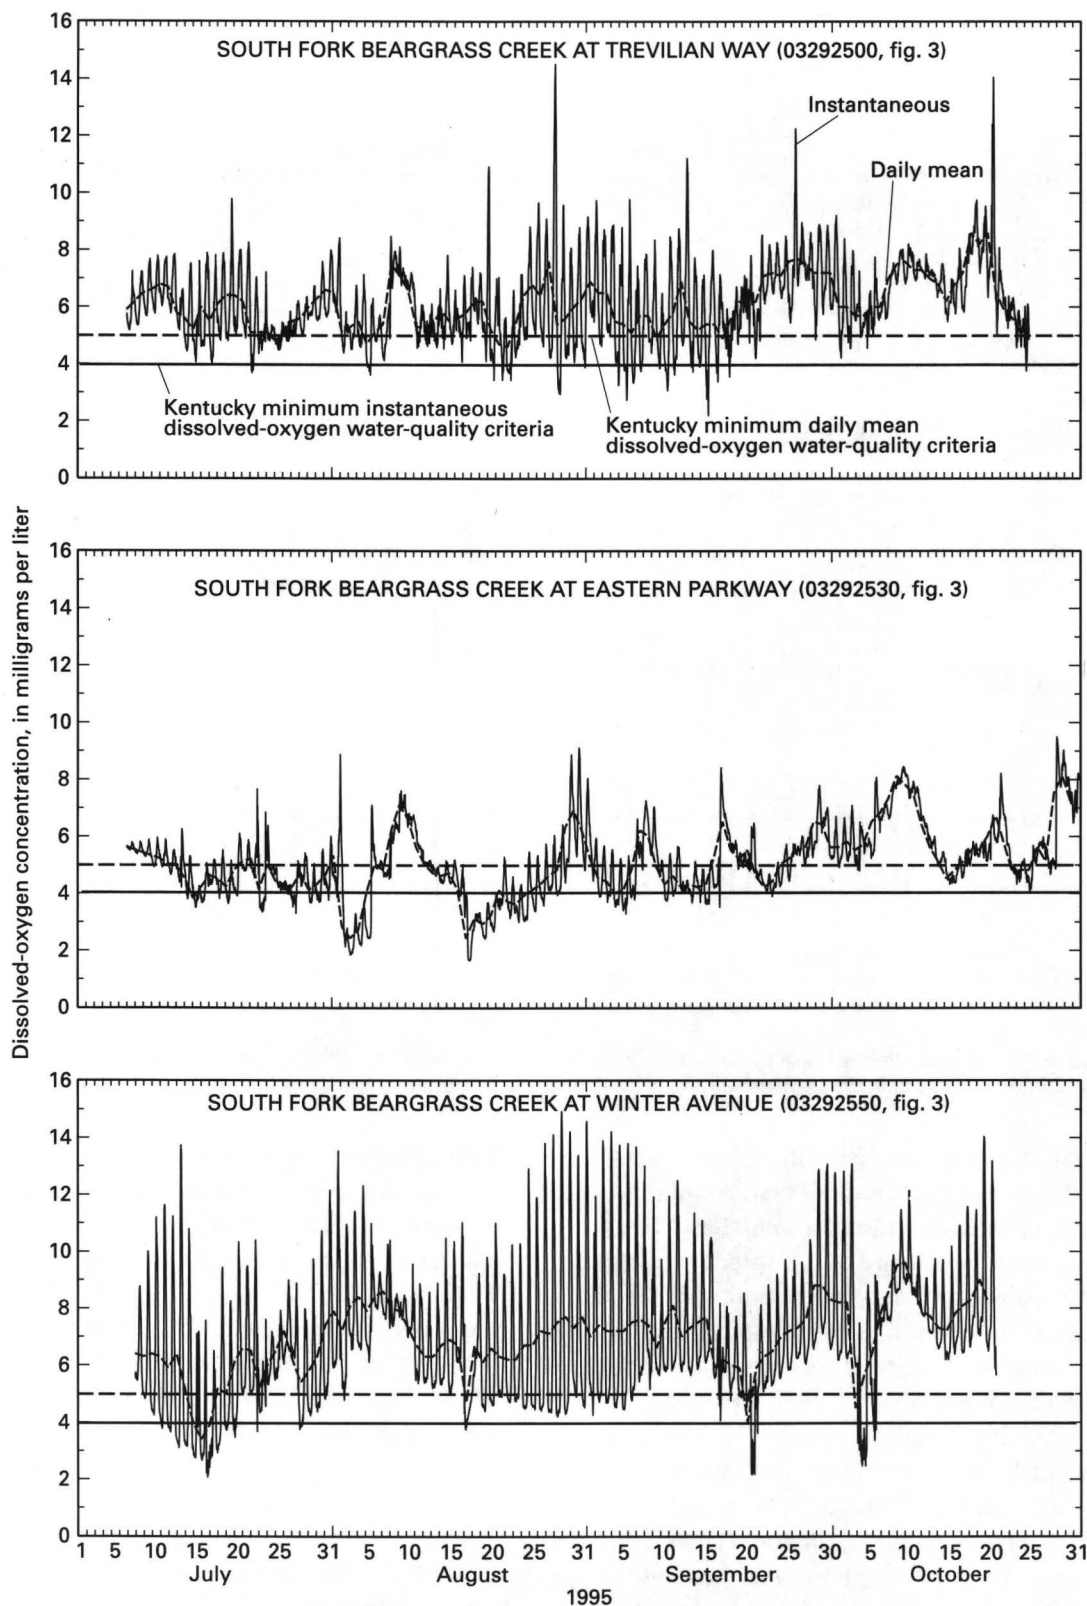 Dissolved-oxygen concentration, in milligrams per liter
16
14
12
10
8
6
4
2
0
SOUTH FORK BEARGRASS CREEK AT TREVILIAN WAY (03292500, fig. 3)
Instantaneous
Daily mean
Kentucky minimum instantaneous
dissolved-oxygen water-quality criteria
Kentucky minimum daily mean
dissolved-oxygen water-quality criteria
16
14
12
10
8
6
4
2
0
SOUTH FORK BEARGRASS CREEK AT EASTERN PARKWAY (03292530, fig. 3)
16
14
12
10
8
6
4
2
0
SOUTH FORK BEARGRASS CREEK AT WINTER AVENUE (03292550, fig. 3)
1 5 10 15 20 25 31 5 10 15 20 25 31 5 10 15 20 25 30 5 10 15 20 25 31
July August September October
1995